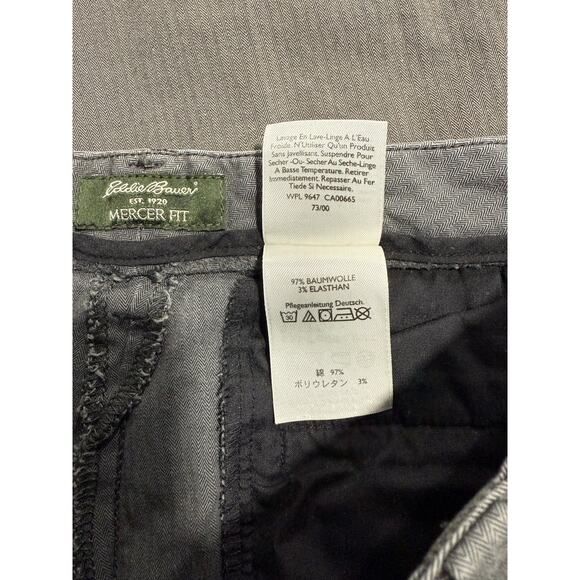 Eddie Bauer®
EST. 1920
MERCER FIT
Lavage En Lave-Linge A L'Eau
Froide. N'Utiliser Qu'un Produit
Sans Javellisant. Suspendre Pour
Secher -Ou- Secher Au Seche-Linge
A Basse Temperature. Retirer
Immediatement. Repasser Au Fer
Tiede Si Necessaire.
WPL 9647 CA00665
73/00
97% BAUMWOLLE
3% ELASTHAN
Pflegeanleitung Deutsch.
30
綿 97%
ポリウレタン 3%